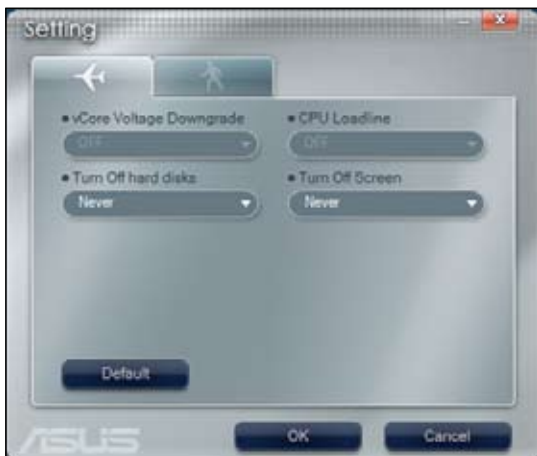 Setting
vCore Voltage Downgrade
OFF
CPU Loadline
OFF
Turn Off hard disks
Never
Turn Off Screen
Never
Default
ASUS
OK
Cancel